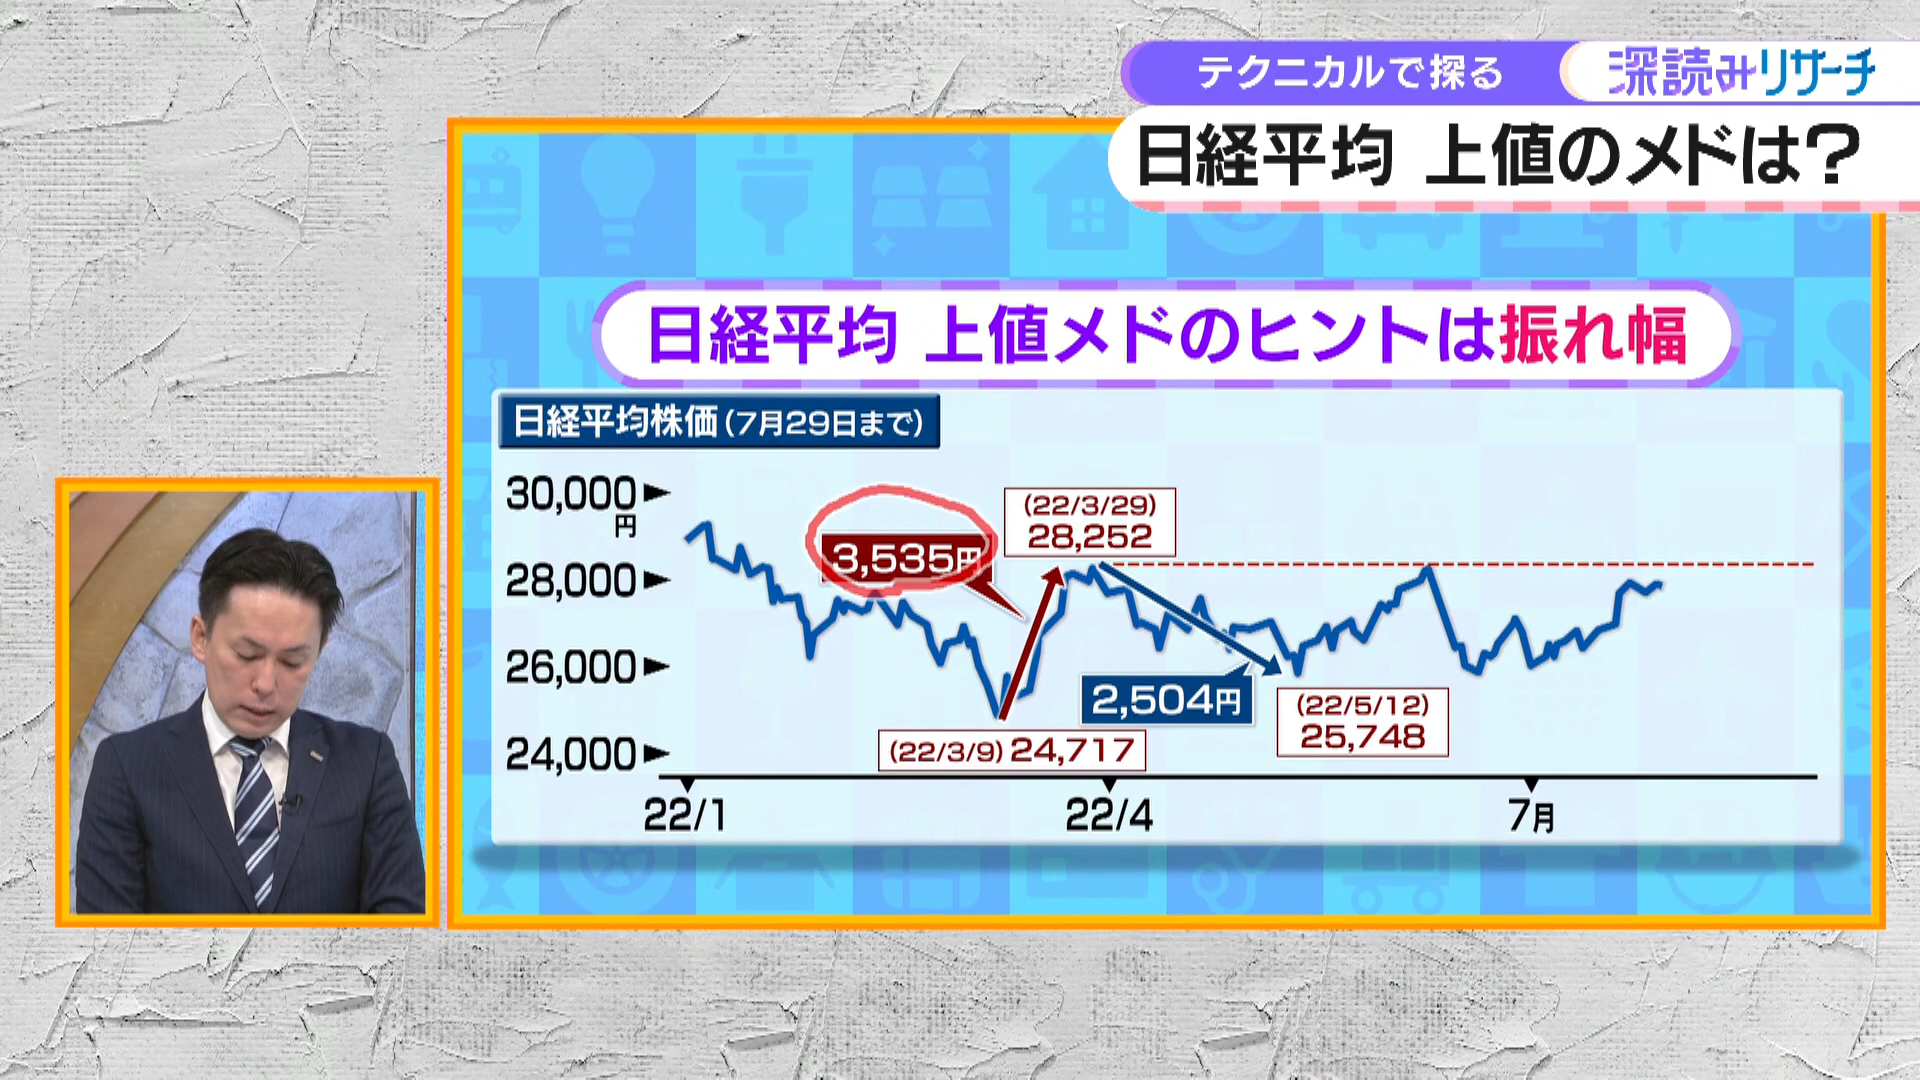 テクニカルで探る
深読みリサーチ
日経平均 上値のメドは?
日経平均 上値メドのヒントは振れ幅
日経平均株価(7月29日まで)
30,000
円
28,000
26,000
24,000
3,535円
(22/3/29)
28,252
2,504円
(22/5/12)
25,748
(22/3/9)24,717
22/1
22/4
7月